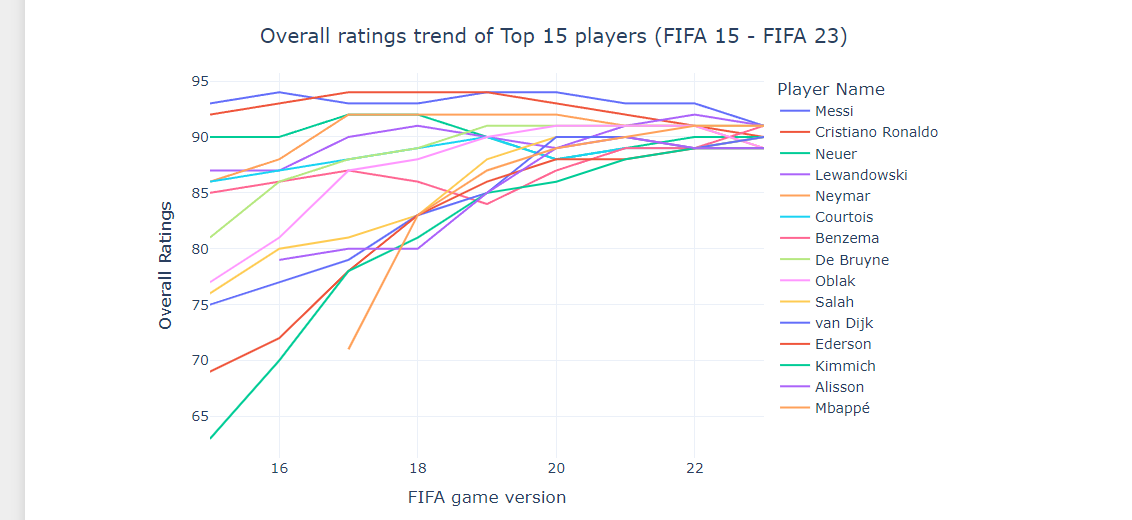 Overall ratings trend of Top 15 players (FIFA 15 - FIFA 23)
95
90
85
80
75
70
65
Overall Ratings
16
18
20
22
FIFA game version
Player Name
Messi
Cristiano Ronaldo
Neuer
Lewandowski
Neymar
Courtois
Benzema
De Bruyne
Oblak
Salah
van Dijk
Ederson
Kimmich
Alisson
Mbappé